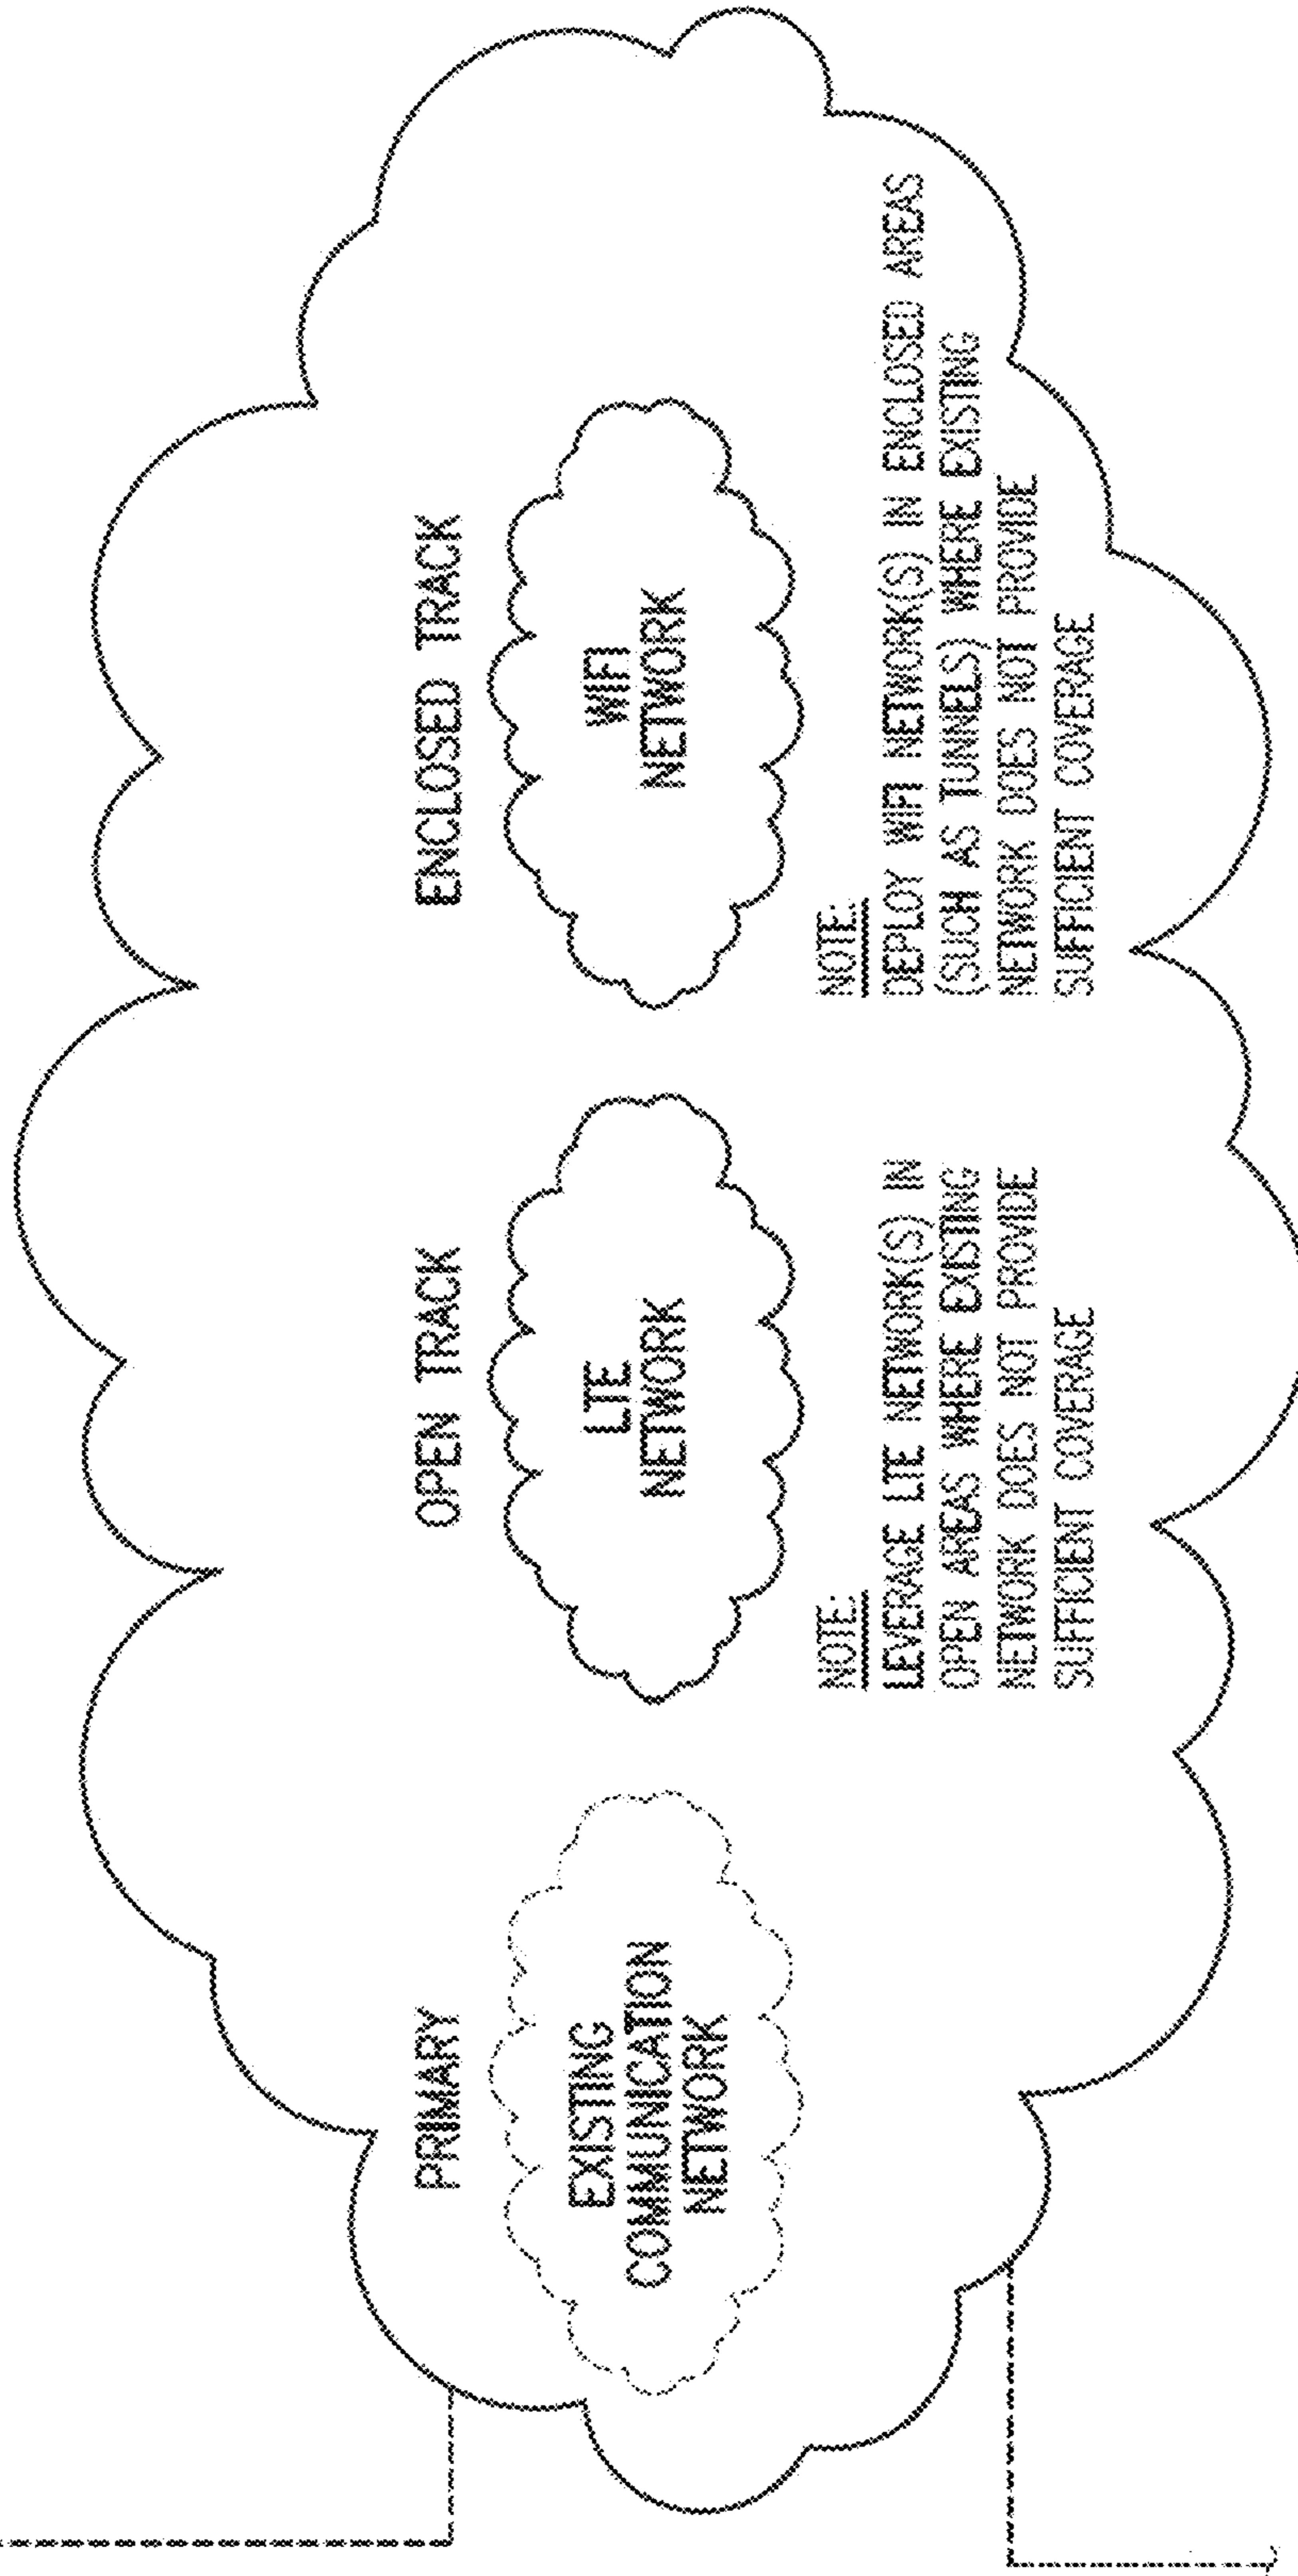 PRIMARY
EXISTING
COMMUNICATION
NETWORK
OPEN TRACK
LTE
NETWORK
NOTE:
LEVERAGE LTE NETWORK(S) IN
OPEN AREAS WHERE EXISTING
NETWORK DOES NOT PROVIDE
SUFFICIENT COVERAGE
ENCLOSED TRACK
WIFI
NETWORK
NOTE:
DEPLOY WIFI NETWORK(S) IN ENCLOSED AREAS
(SUCH AS TUNNELS) WHERE EXISTING
NETWORK DOES NOT PROVIDE
SUFFICIENT COVERAGE